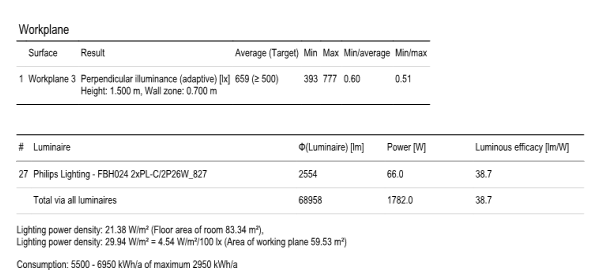 Workplane
Surface Result Average (Target) Min Max Min/average Min/max
1 Workplane 3 Perpendicular illuminance (adaptive) [lx] 659 (≥ 500) 393 777 0.60 0.51
Height: 1.500 m, Wall zone: 0.700 m
# Luminaire Φ(Luminaire) [lm] Power [W] Luminous efficacy [lm/W]
27 Philips Lighting - FBH024 2xPL-C/2P26W_827 2554 66.0 38.7
Total via all luminaires 68958 1782.0 38.7
Lighting power density: 21.38 W/m² (Floor area of room 83.34 m²),
Lighting power density: 29.94 W/m² = 4.54 W/m²/100 lx (Area of working plane 59.53 m²)
Consumption: 5500 - 6950 kWh/a of maximum 2950 kWh/a